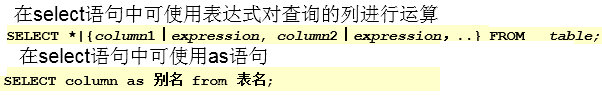 在select语句中可使用表达式对查询的列进行运算
SELECT *|{column1｜expression, column2｜expression，..} FROM table;
在select语句中可使用as语句
SELECT column as 别名 from 表名;